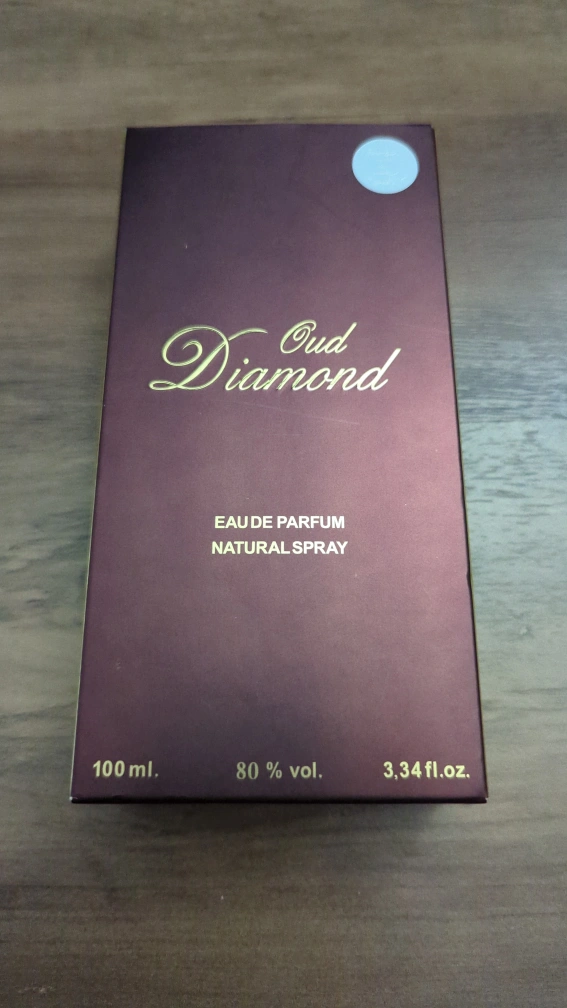 Oud
Diamond
EAU DE PARFUM
NATURAL SPRAY
100 ml. 80 % vol. 3,34 fl.oz.